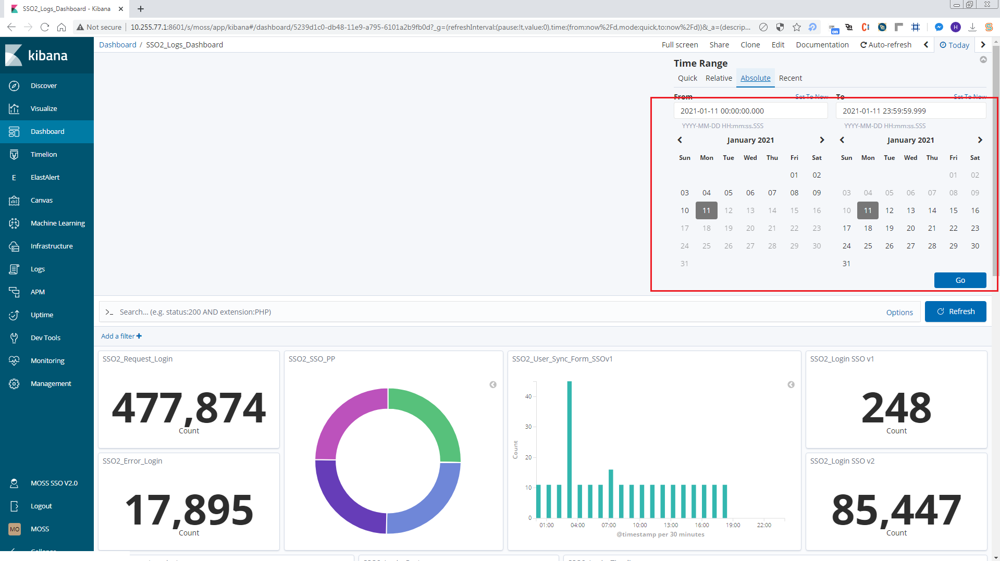 SSO2_Logs_Dashboard - Kibana
Not secure 10.255.77.1:8601/s/moss/app/kibana#/dashboard/5239d1c0-db48-11e9-a795-6101a2b9fb0d?_g=(refreshInterval:(pause:!t,value:0),time:(from:now%2Fd,mode:quick,to:now%2Fd))&_a=(descrip...
on
H
kibana
Discover
Visualize
Dashboard
Timelion
E ElastAlert
Canvas
Machine Learning
Infrastructure
Logs
APM
Uptime
Dev Tools
Monitoring
Management
MOSS SSO V2.0
Logout
MO MOSS
Collapse
Dashboard / SSO2_Logs_Dashboard
Full screen Share Clone Edit Documentation Auto-refresh Today
Time Range
Quick Relative Absolute Recent
From Set To Now To Set To Now
2021-01-11 00:00:00.000 2021-01-11 23:59:59.999
YYYY-MM-DD HH:mm:ss.SSS YYYY-MM-DD HH:mm:ss.SSS
January 2021 January 2021
Sun Mon Tue Wed Thu Fri Sat Sun Mon Tue Wed Thu Fri Sat
01 02 01 02
03 04 05 06 07 08 09 03 04 05 06 07 08 09
10 11 12 13 14 15 16 10 11 12 13 14 15 16
17 18 19 20 21 22 23 17 18 19 20 21 22 23
24 25 26 27 28 29 30 24 25 26 27 28 29 30
31 31
Go
>_ Search... (e.g. status:200 AND extension:PHP) Options Refresh
Add a filter +
SSO2_Request_Login
477,874
Count
SSO2_Error_Login
17,895
Count
SSO2_SSO_PP
SSO2_User_Sync_Form_SSOv1
Count
40
30
20
10
0
01:00 04:00 07:00 10:00 13:00 16:00 19:00 22:00
@timestamp per 30 minutes
SSO2_Login SSO v1
248
Count
SSO2_Login SSO v2
85,447
Count